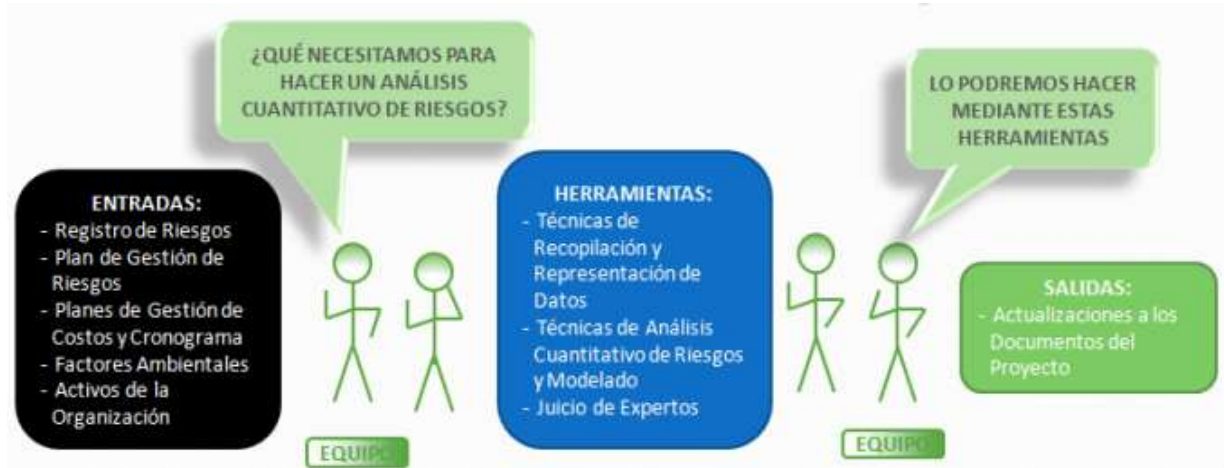 ¿QUÉ NECESITAMOS PARA
HACER UN ANÁLISIS
CUANTITATIVO DE RIESGOS?
LO PODREMOS HACER
MEDIANTE ESTAS
HERRAMIENTAS
ENTRADAS:
- Registro de Riesgos
- Plan de Gestión de
Riesgos
- Planes de Gestión de
Costos y Cronograma
- Factores Ambientales
- Activos de la
Organización
EQUIPO
HERRAMIENTAS:
- Técnicas de
Recopilación y
Representación de
Datos
- Técnicas de Análisis
Cuantitativo de Riesgos
y Modelado
- Juicio de Expertos
EQUIPO
SALIDAS:
- Actualizaciones a los
Documentos del
Proyecto